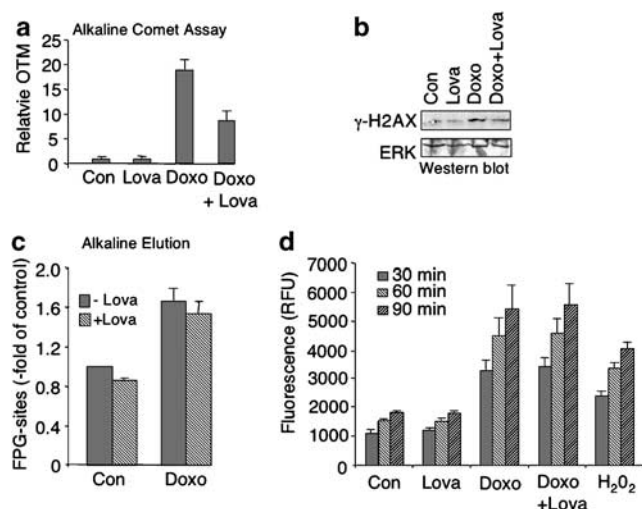 a
Alkaline Comet Assay
Relatvie OTM
25
20
15
10
5
0
Con Lova Doxo Doxo
+ Lova
b
Con Lova Doxo Doxo+Lova
γ-H2AX
ERK
Western blot
c
Alkaline Elution
FPG-sites (-fold of control)
2.0
1.6
1.2
0.8
0.4
0
- Lova
+Lova
Con Doxo
d
Fluorescence (RFU)
7000
6000
5000
4000
3000
2000
1000
0
30 min
60 min
90 min
Con Lova Doxo Doxo H₂0₂
+Lova